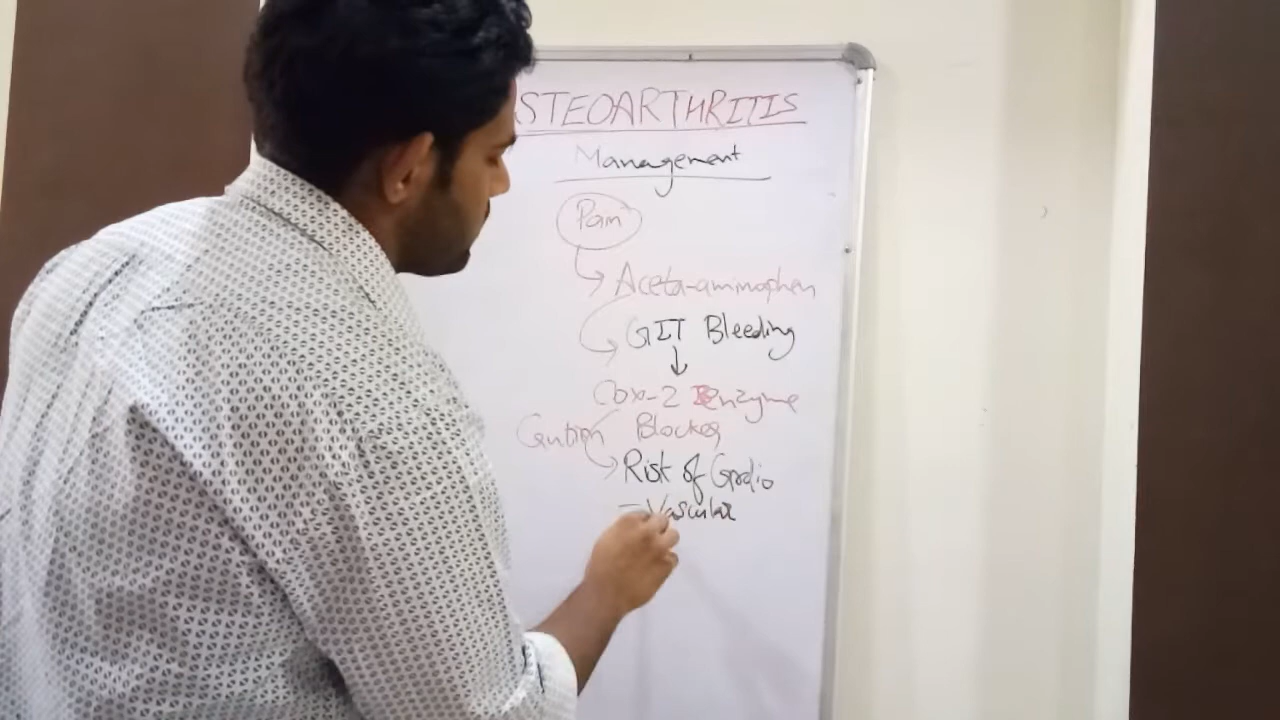 STEOARTHRITIS
Management
Pain
Aceta-aminophen
GIT Bleeding
Cox-2 Enzyme
Caution Blocker
Risk of Cardio
- Vascular